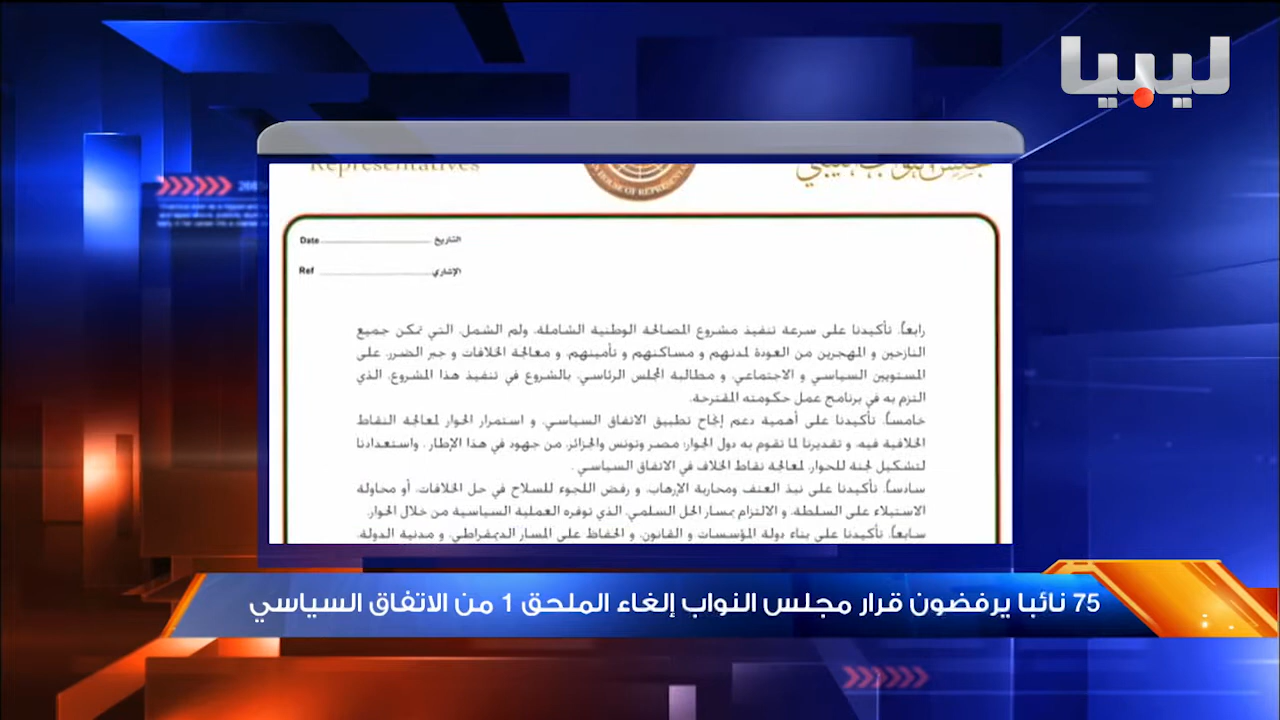 ليبيا
Representatives
HOUSE OF REPRESENTA
Date
التاريخ
Ref
الإشاري
رابعاً. تأكيدنا على سرعة تنفيذ مشروع المصالحة الوطنية الشاملة، ولم الشمل، التي تمكن جميع
النازحين و المهجرين من العودة لمدنهم و مساكنهم و تأمينهم، و معالجة الخلافات و جبر الضرر، على
المستويين السياسي و الاجتماعي، و مطالبة المجلس الرئاسي، بالشروع في تنفيذ هذا المشروع، الذي
التزم به في برنامج عمل حكومته المقترحة.
خامساً. تأكيدنا على أهمية دعم إنجاح تطبيق الاتفاق السياسي، و استمرار الحوار لمعالجة النقاط
الخلافية فيه، و تقديرنا لما تقوم به دول الجوار؛ مصر وتونس والجزائر، من جهود في هذا الإطار . واستعدادنا
لتشكيل لجنة للحوار، لمعالجة نقاط الخلاف في الاتفاق السياسي .
سادساً. تأكيدنا على نبذ العنف ومحاربة الإرهاب، و رفض اللجوء للسلاح في حل الخلافات، أو محاولة
الاستيلاء على السلطة، و الالتزام بمسار الحل السلمي، الذي توفره العملية السياسية من خلال الحوار.
سابعاً. تأكيدنا على بناء دولة المؤسسات و القانون، و الحفاظ على المسار الديمقراطي، و مدنية الدولة،
75 نائبا يرفضون قرار مجلس النواب إلغاء الملحق 1 من الاتفاق السياسي